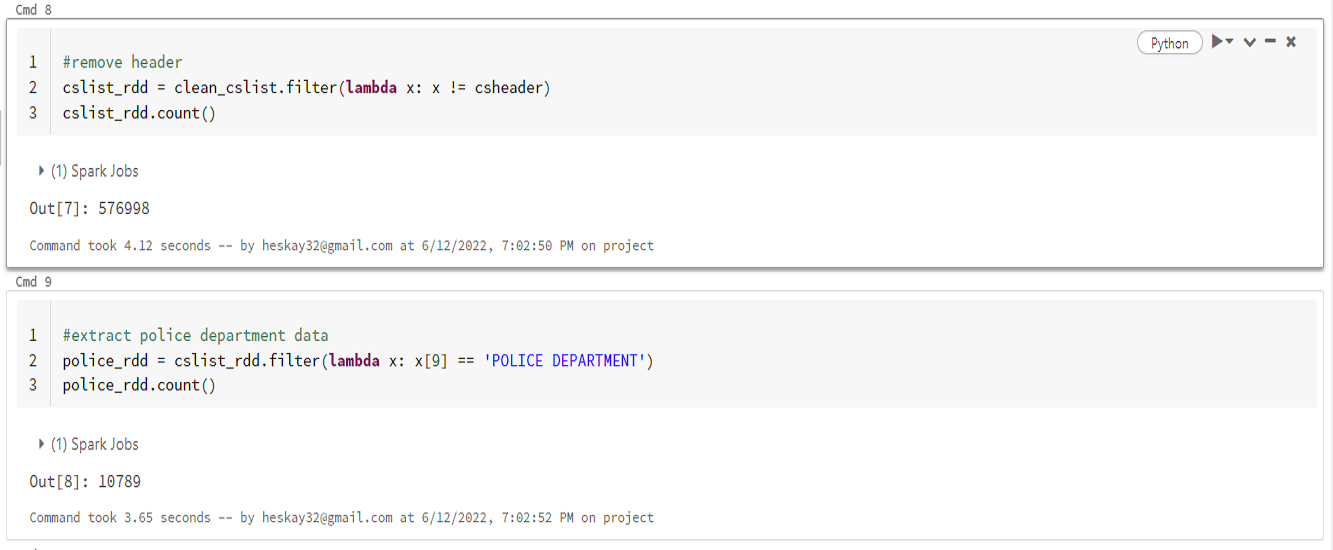 Cmd 8
Python
1 #remove header
2 cslist_rdd = clean_cslist.filter(lambda x: x != csheader)
3 cslist_rdd.count()
(1) Spark Jobs
Out[7]: 576998
Command took 4.12 seconds -- by heskay32@gmail.com at 6/12/2022, 7:02:50 PM on project
Cmd 9
1 #extract police department data
2 police_rdd = cslist_rdd.filter(lambda x: x[9] == 'POLICE DEPARTMENT')
3 police_rdd.count()
(1) Spark Jobs
Out[8]: 10789
Command took 3.65 seconds -- by heskay32@gmail.com at 6/12/2022, 7:02:52 PM on project